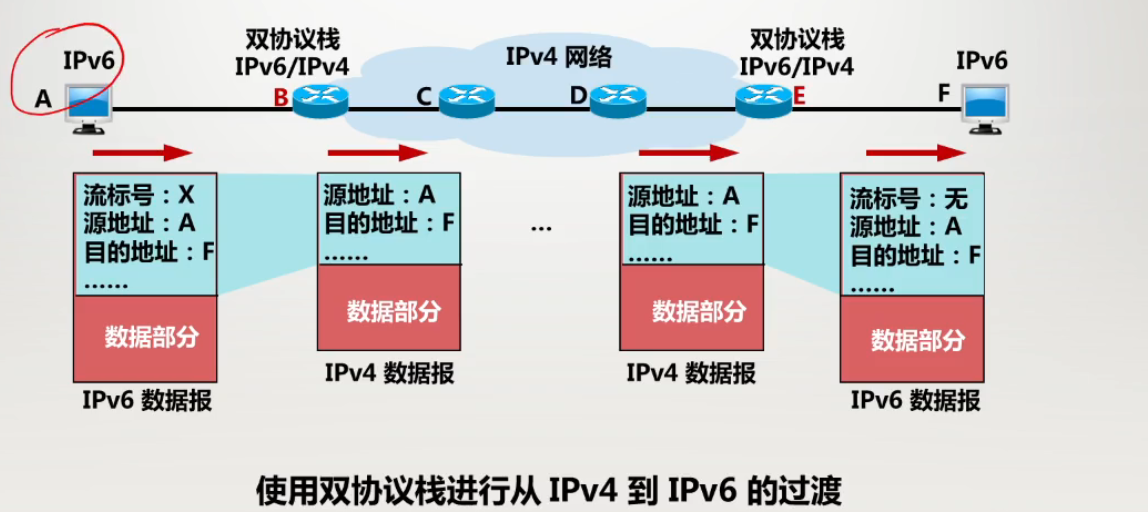 双协议栈
IPv6/IPv4
IPv4 网络
双协议栈
IPv6/IPv4
IPv6
IPv6
A
B
C
D
E
F
流标号：X
源地址：A
目的地址：F
……
数据部分
IPv6 数据报
源地址：A
目的地址：F
……
数据部分
IPv4 数据报
…
源地址：A
目的地址：F
……
数据部分
IPv4 数据报
流标号：无
源地址：A
目的地址：F
……
数据部分
IPv6 数据报
使用双协议栈进行从 IPv4 到 IPv6 的过渡